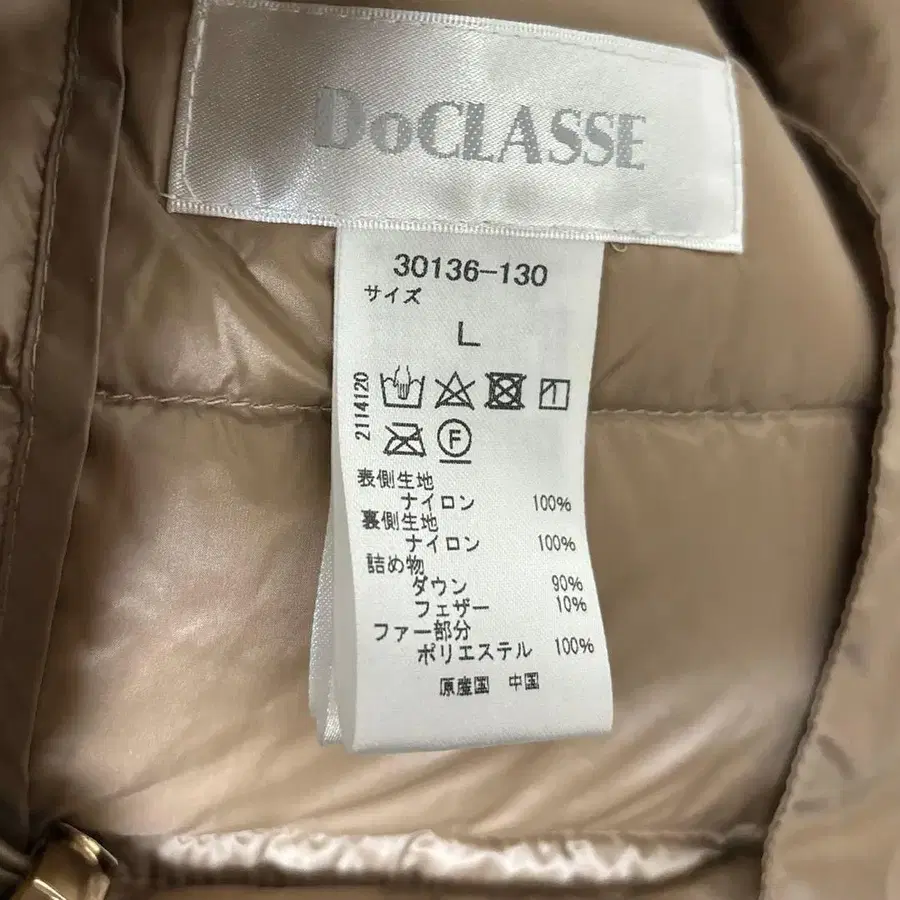 DoCLASSE
30136-130
サイズ
L
2114120
F
表側生地
ナイロン 100%
裏側生地
ナイロン 100%
詰め物
ダウン 90%
フェザー 10%
ファー部分
ポリエステル 100%
原産国 中国